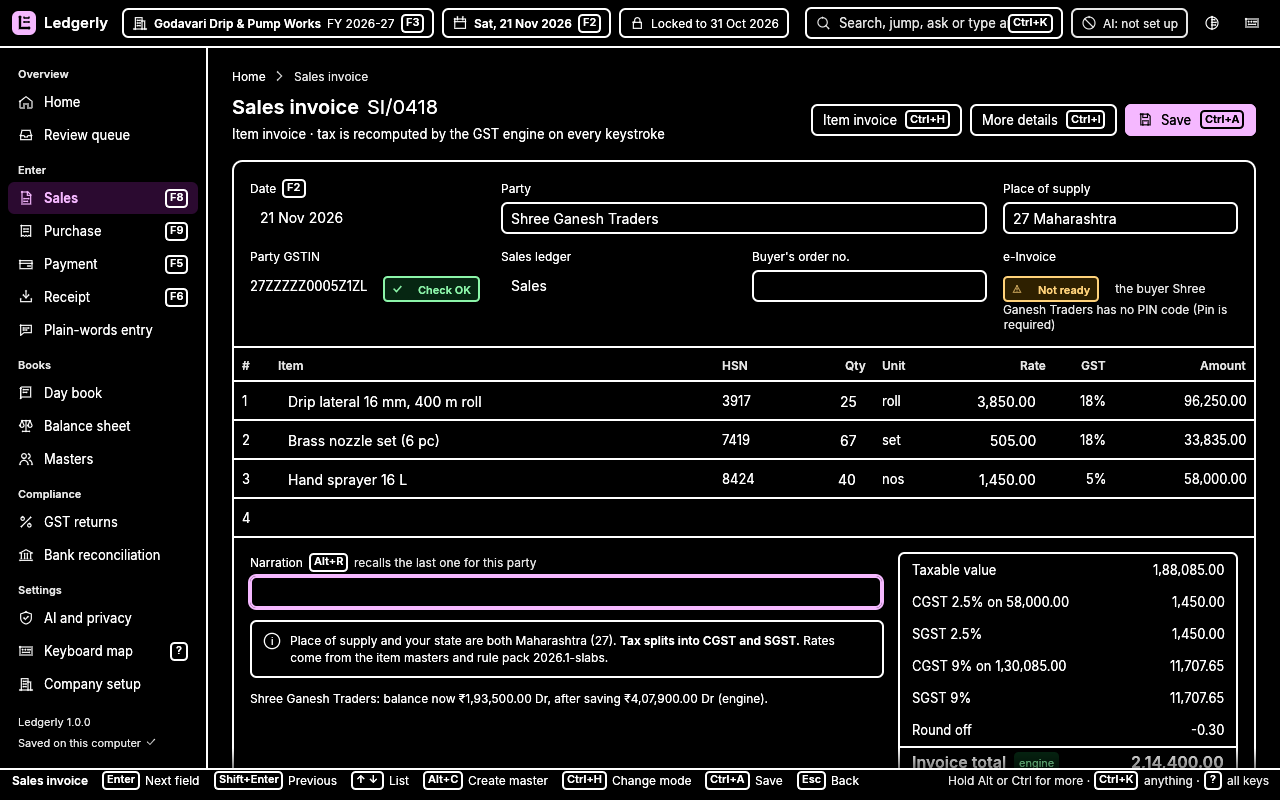 Ledgerly
Godavari Drip & Pump Works FY 2026-27 F3
Sat, 21 Nov 2026 F2
Locked to 31 Oct 2026
Search, jump, ask or type a Ctrl+K
AI: not set up
Overview
Home
Review queue
Enter
Sales F8
Purchase F9
Payment F5
Receipt F6
Plain-words entry
Books
Day book
Balance sheet
Masters
Compliance
GST returns
Bank reconciliation
Settings
AI and privacy
Keyboard map ?
Company setup
Ledgerly 1.0.0
Saved on this computer
Home > Sales invoice
Sales invoice SI/0418
Item invoice · tax is recomputed by the GST engine on every keystroke
Item invoice Ctrl+H
More details Ctrl+I
Save Ctrl+A
Date F2
21 Nov 2026
Party
Shree Ganesh Traders
Place of supply
27 Maharashtra
Party GSTIN
27ZZZZZ0005Z1ZL Check OK
Sales ledger
Sales
Buyer's order no.
e-Invoice
Not ready the buyer Shree
Ganesh Traders has no PIN code (Pin is
required)
# Item HSN Qty Unit Rate GST Amount
1 Drip lateral 16 mm, 400 m roll 3917 25 roll 3,850.00 18% 96,250.00
2 Brass nozzle set (6 pc) 7419 67 set 505.00 18% 33,835.00
3 Hand sprayer 16 L 8424 40 nos 1,450.00 5% 58,000.00
4
Narration Alt+R recalls the last one for this party
Place of supply and your state are both Maharashtra (27). Tax splits into CGST and SGST. Rates
come from the item masters and rule pack 2026.1-slabs.
Shree Ganesh Traders: balance now ₹1,93,500.00 Dr, after saving ₹4,07,900.00 Dr (engine).
Taxable value 1,88,085.00
CGST 2.5% on 58,000.00 1,450.00
SGST 2.5% 1,450.00
CGST 9% on 1,30,085.00 11,707.65
SGST 9% 11,707.65
Round off -0.30
Invoice total engine 2,14,400.00
Sales invoice Enter Next field Shift+Enter Previous ↑↓ List Alt+C Create master Ctrl+H Change mode Ctrl+A Save Esc Back Hold Alt or Ctrl for more · Ctrl+K anything · ? all keys